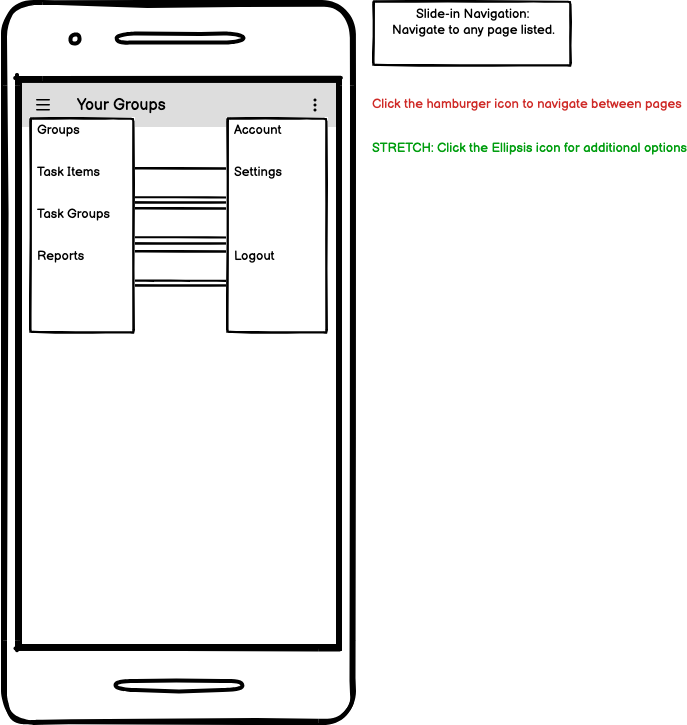 Slide-in Navigation:
Navigate to any page listed.
Your Groups
Click the hamburger icon to navigate between pages
Groups
Account
STRETCH: Click the Ellipsis icon for additional options
Task Items
Settings
Task Groups
Reports
Logout